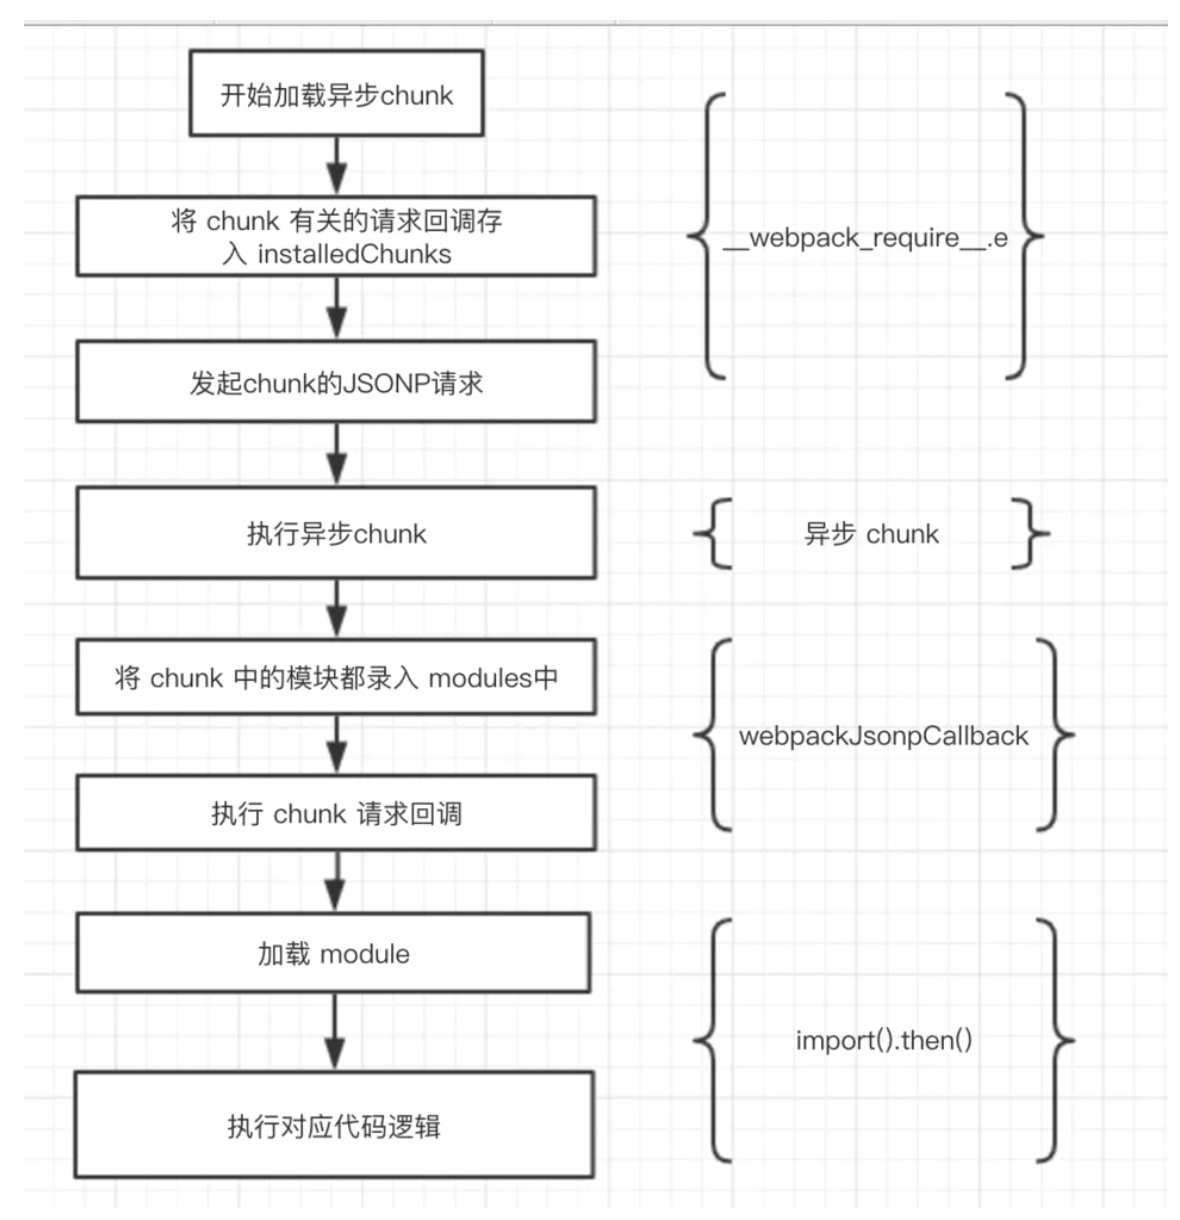 开始加载异步chunk
将 chunk 有关的请求回调存
入 installedChunks
__webpack_require__.e
发起chunk的JSONP请求
执行异步chunk
异步 chunk
将 chunk 中的模块都录入 modules中
webpackJsonpCallback
执行 chunk 请求回调
加载 module
import().then()
执行对应代码逻辑